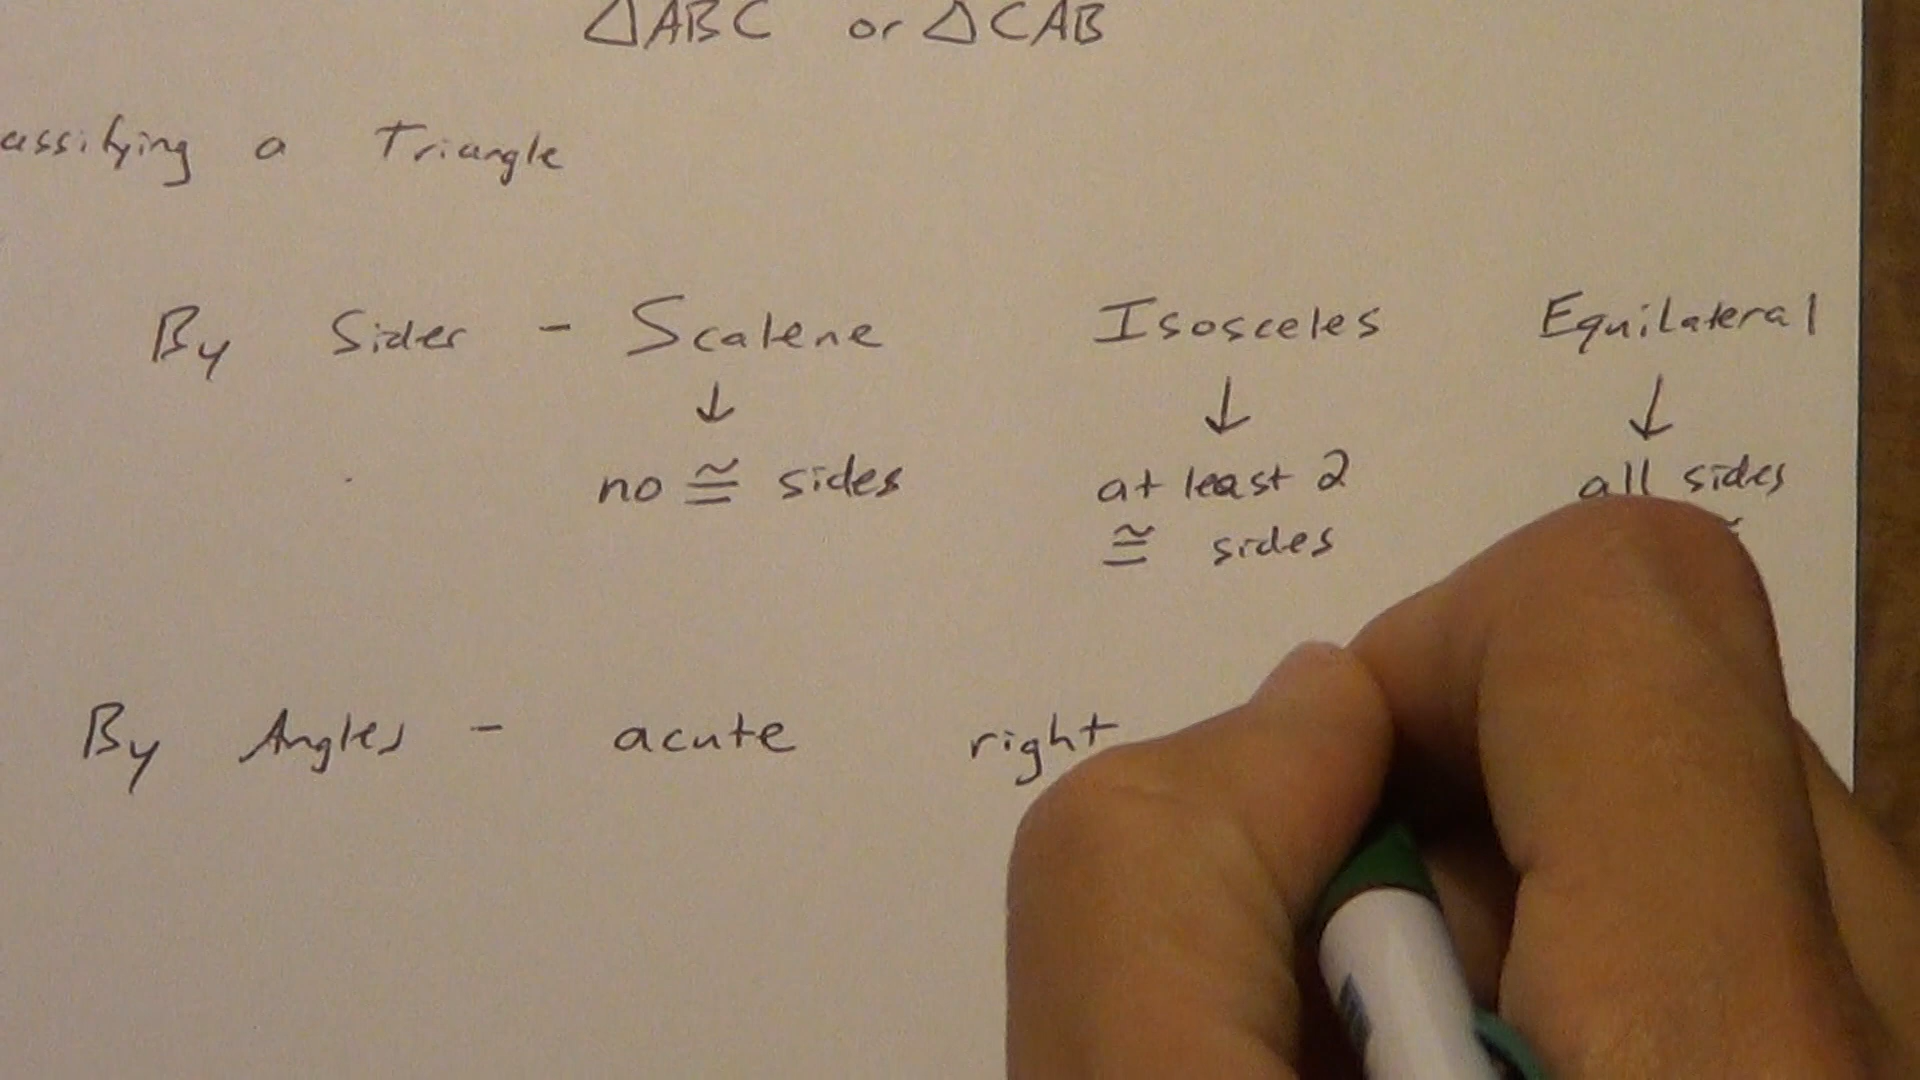 △ABC or △CAB
assifying a Triangle
By Sides - Scalene Isosceles Equilateral
↓ ↓ ↓
no ≅ sides at least 2 all sides
≅ sides
By Angles - acute right